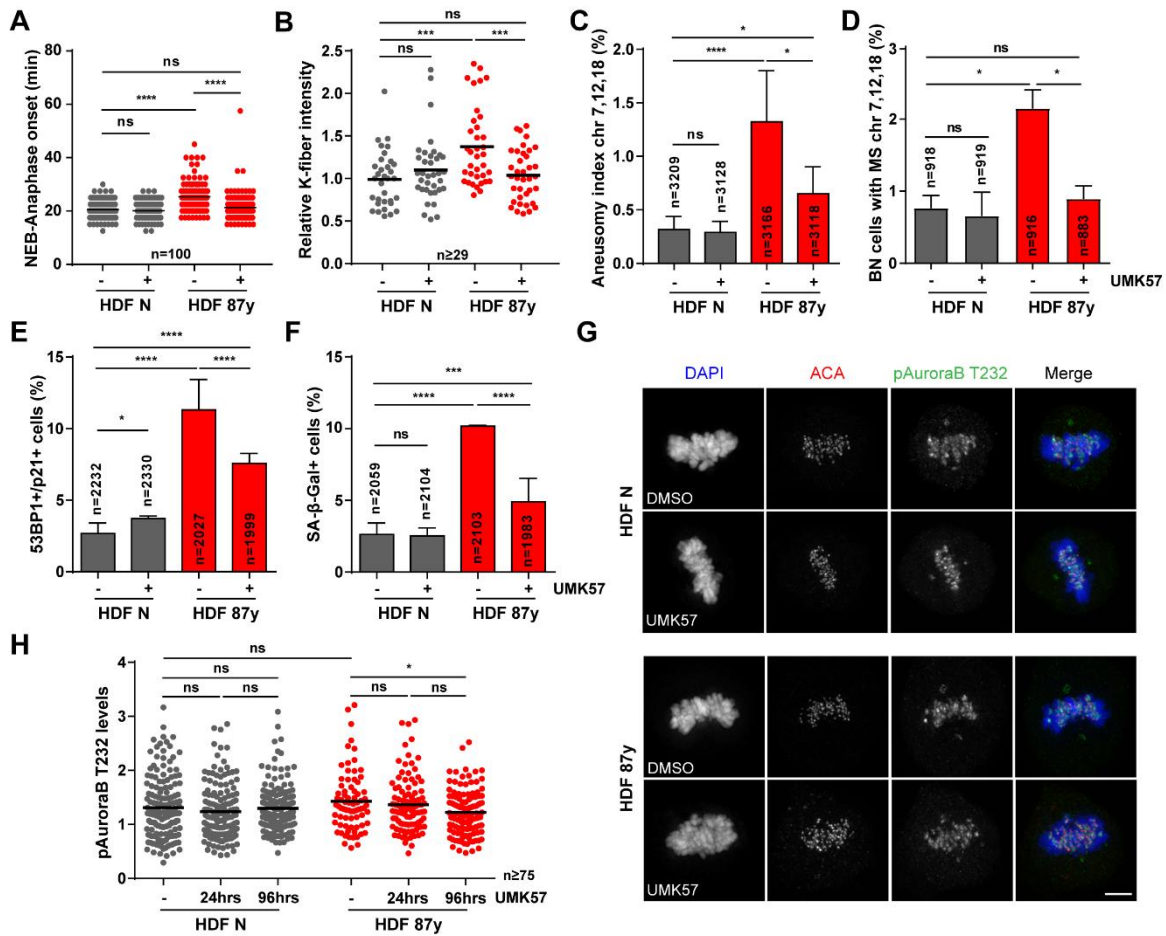 A
NEB-Anaphase onset (min)
80
60
40
20
0
ns
****
****
ns
n=100
- + - +
HDF N HDF 87y
B
Relative K-fiber intensity
2.5
2.0
1.5
1.0
0.5
0.0
ns
*** ***
ns
n≥29
- + - +
HDF N HDF 87y
C
Aneusomy index chr 7,12,18 (%)
2.0
1.5
1.0
0.5
0.0
*
**** *
ns
n=3209
n=3128
n=3166
n=3118
- + - +
HDF N HDF 87y
D
BN cells with MS chr 7,12,18 (%)
3
2
1
0
ns
* *
ns
n=918
n=919
n=916
n=883
- + - + UMK57
HDF N HDF 87y
E
53BP1+/p21+ cells (%)
15
10
5
0
****
**** ****
*
n=2232
n=2330
n=2027
n=1999
- + - +
HDF N HDF 87y
F
SA-β-Gal+ cells (%)
15
10
5
0
***
**** ****
ns
n=2059
n=2104
n=2103
n=1983
- + - + UMK57
HDF N HDF 87y
G
DAPI ACA pAuroraB T232 Merge
HDF N
DMSO
UMK57
HDF 87y
DMSO
UMK57
H
pAuroraB T232 levels
4
3
2
1
0
ns
ns *
ns ns ns ns
n≥75
- 24hrs 96hrs - 24hrs 96hrs UMK57
HDF N HDF 87y